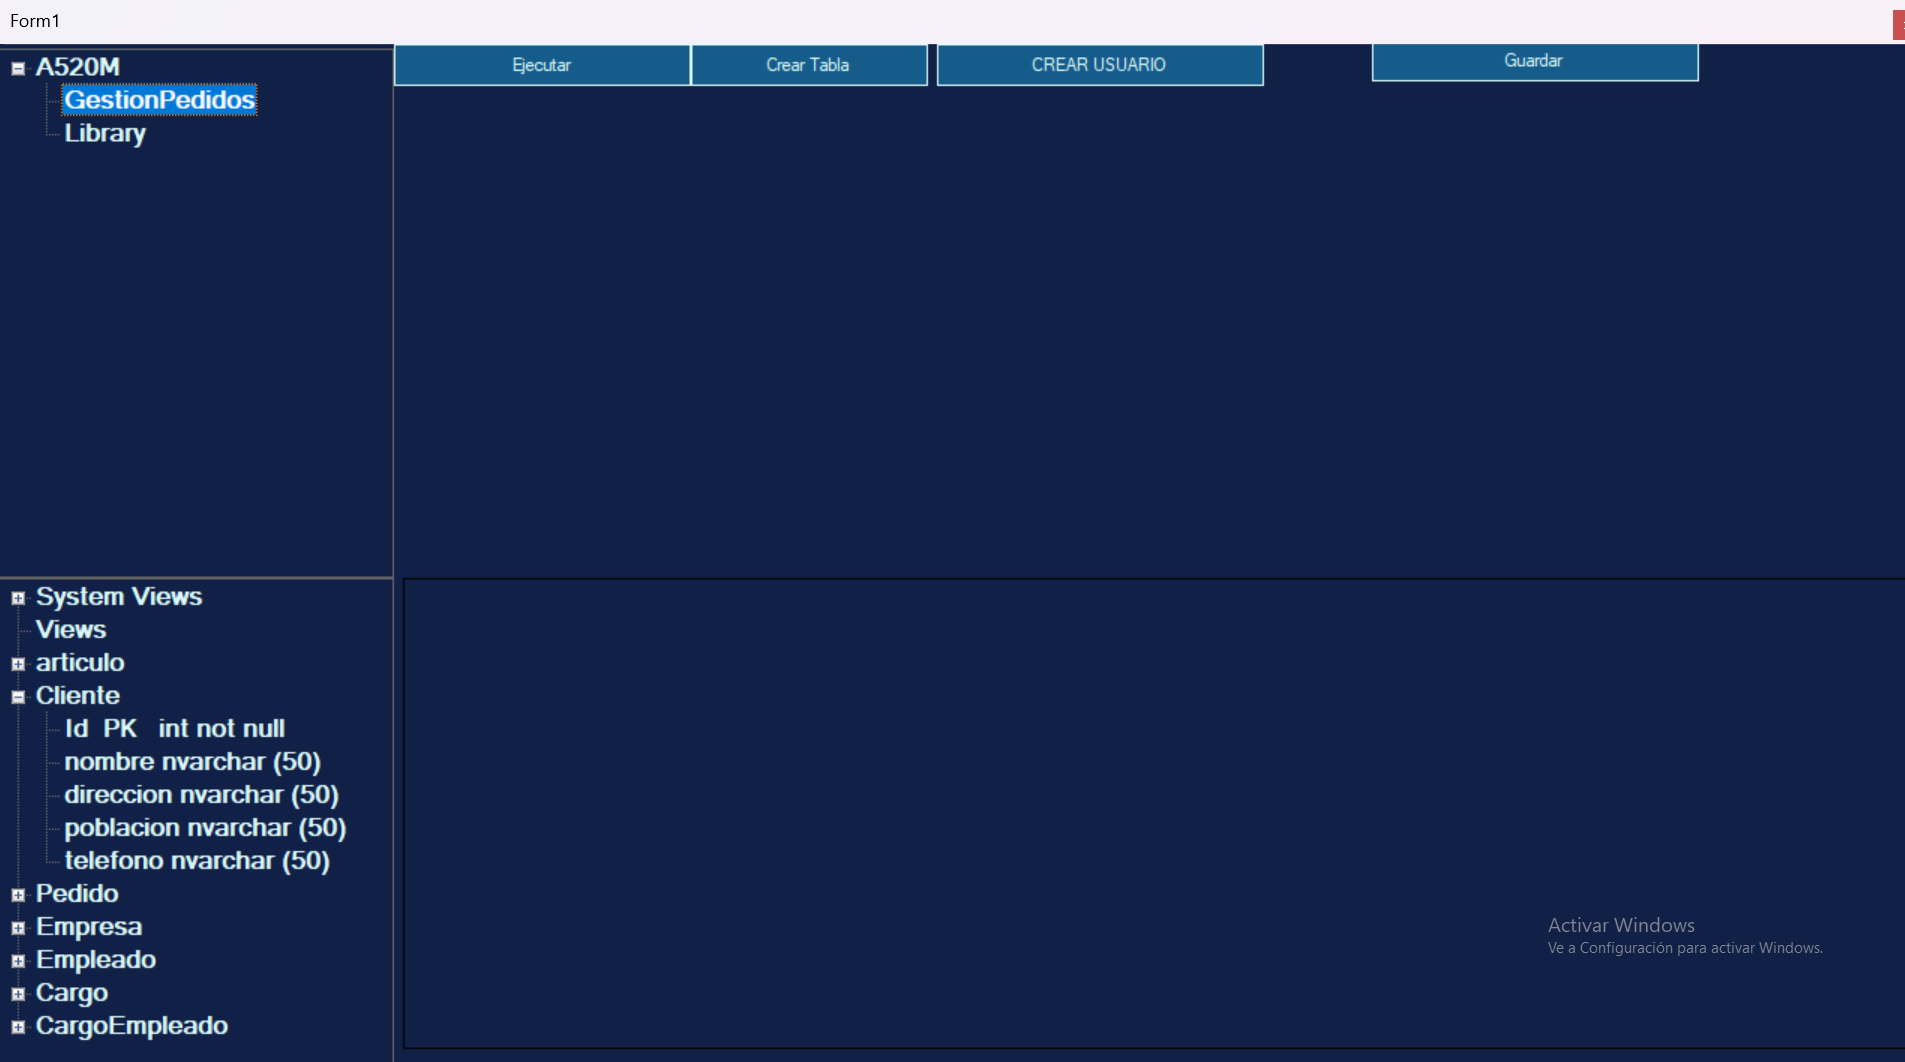 Form1
A520M
GestionPedidos
Library
Ejecutar
Crear Tabla
CREAR USUARIO
Guardar
System Views
Views
articulo
Cliente
Id PK int not null
nombre nvarchar (50)
direccion nvarchar (50)
poblacion nvarchar (50)
telefono nvarchar (50)
Pedido
Empresa
Empleado
Cargo
CargoEmpleado
Activar Windows
Ve a Configuración para activar Windows.